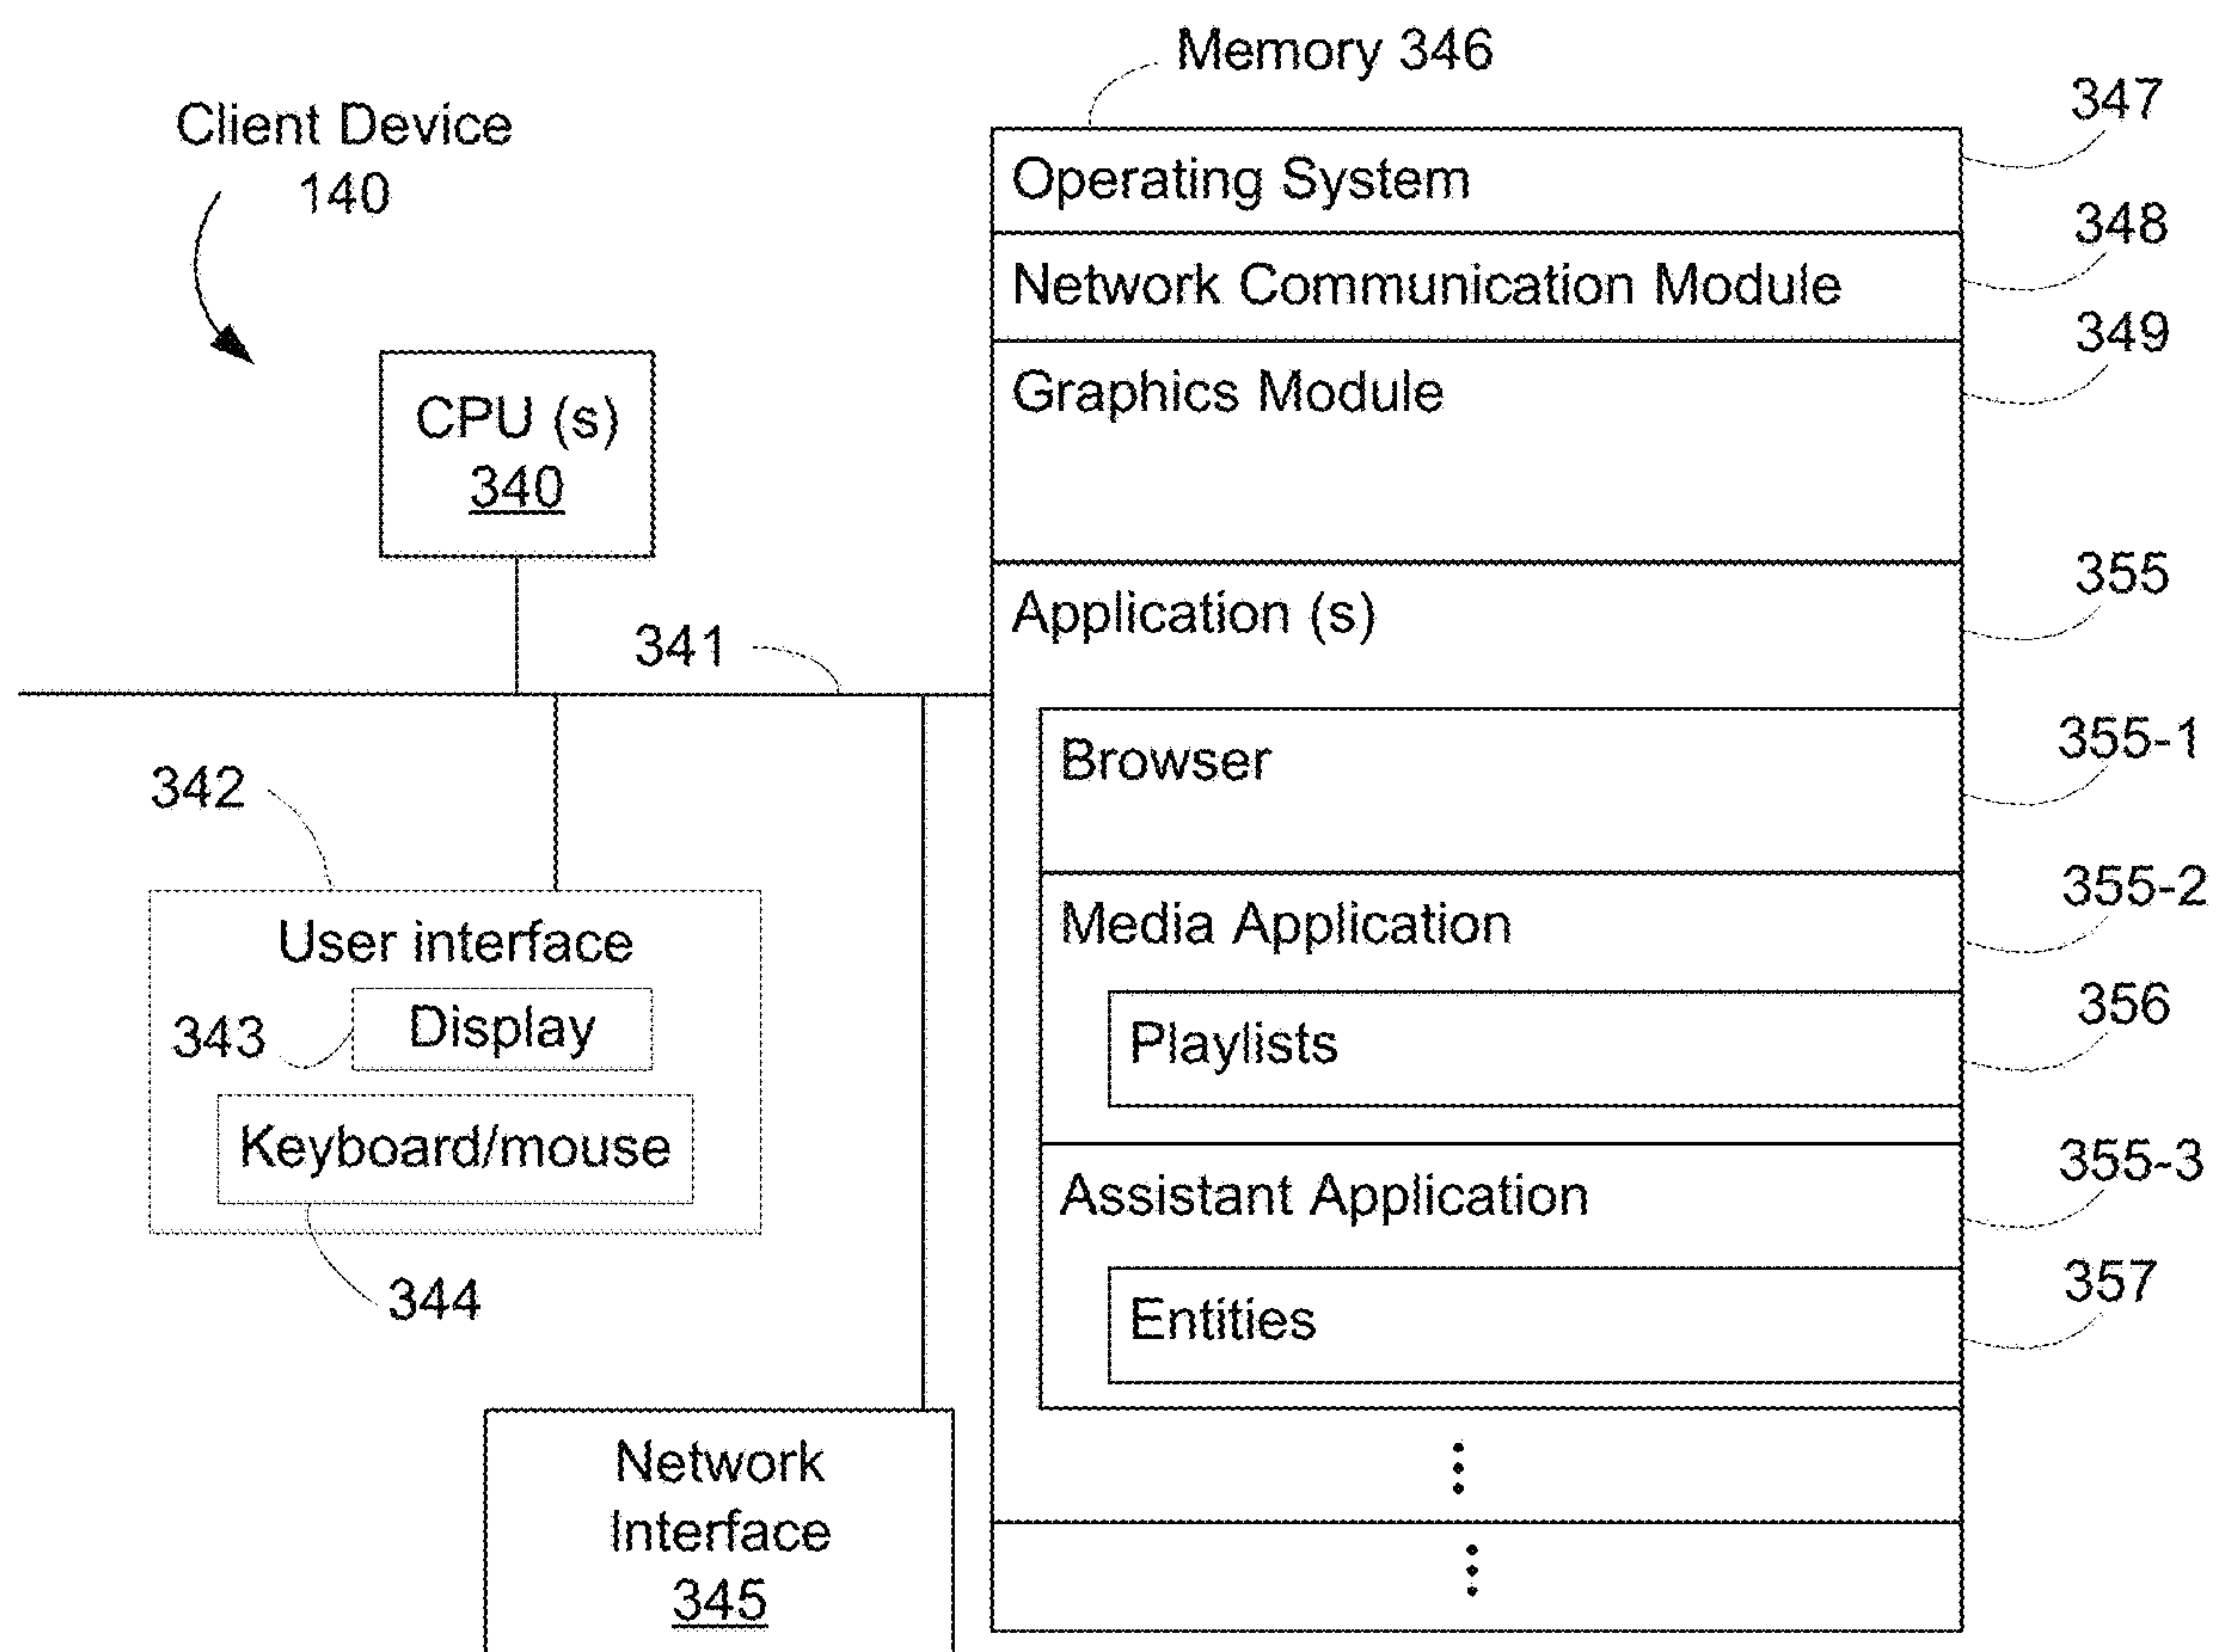 Client Device
140
CPU (s)
340
341
342
User interface
343
Display
Keyboard/mouse
344
Network
Interface
345
Memory 346
Operating System
347
Network Communication Module
348
Graphics Module
349
Application (s)
355
Browser
355-1
Media Application
355-2
Playlists
356
Assistant Application
355-3
Entities
357